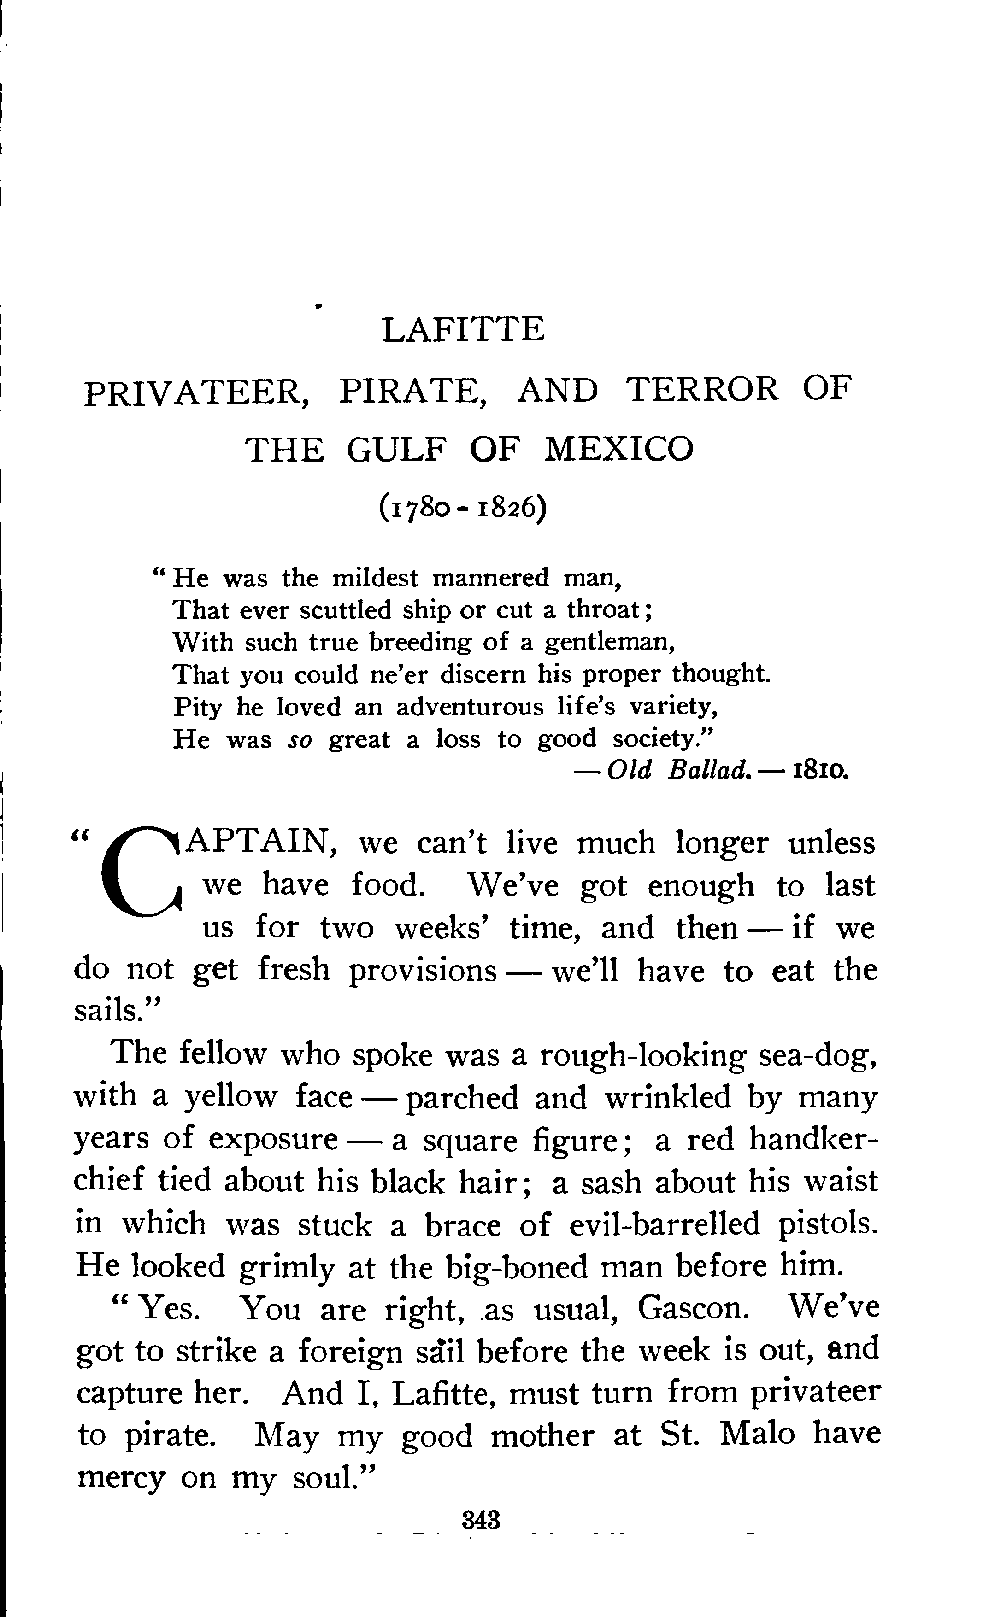 LAFITTE
PRIVATEER, PIRATE, AND TERROR OF
THE GULF OF MEXICO
(1780 - 1826)
“ He was the mildest mannered man,
That ever scuttled ship or cut a throat;
With such true breeding of a gentleman,
That you could ne'er discern his proper thought.
Pity he loved an adventurous life's variety,
He was so great a loss to good society.”
— Old Ballad. — 1810.
“ CAPTAIN, we can't live much longer unless
we have food. We've got enough to last
us for two weeks' time, and then — if we
do not get fresh provisions — we'll have to eat the
sails.”
The fellow who spoke was a rough-looking sea-dog,
with a yellow face — parched and wrinkled by many
years of exposure — a square figure; a red handker-
chief tied about his black hair; a sash about his waist
in which was stuck a brace of evil-barrelled pistols.
He looked grimly at the big-boned man before him.
“ Yes. You are right, as usual, Gascon. We've
got to strike a foreign sail before the week is out, and
capture her. And I, Lafitte, must turn from privateer
to pirate. May my good mother at St. Malo have
mercy on my soul.”
343